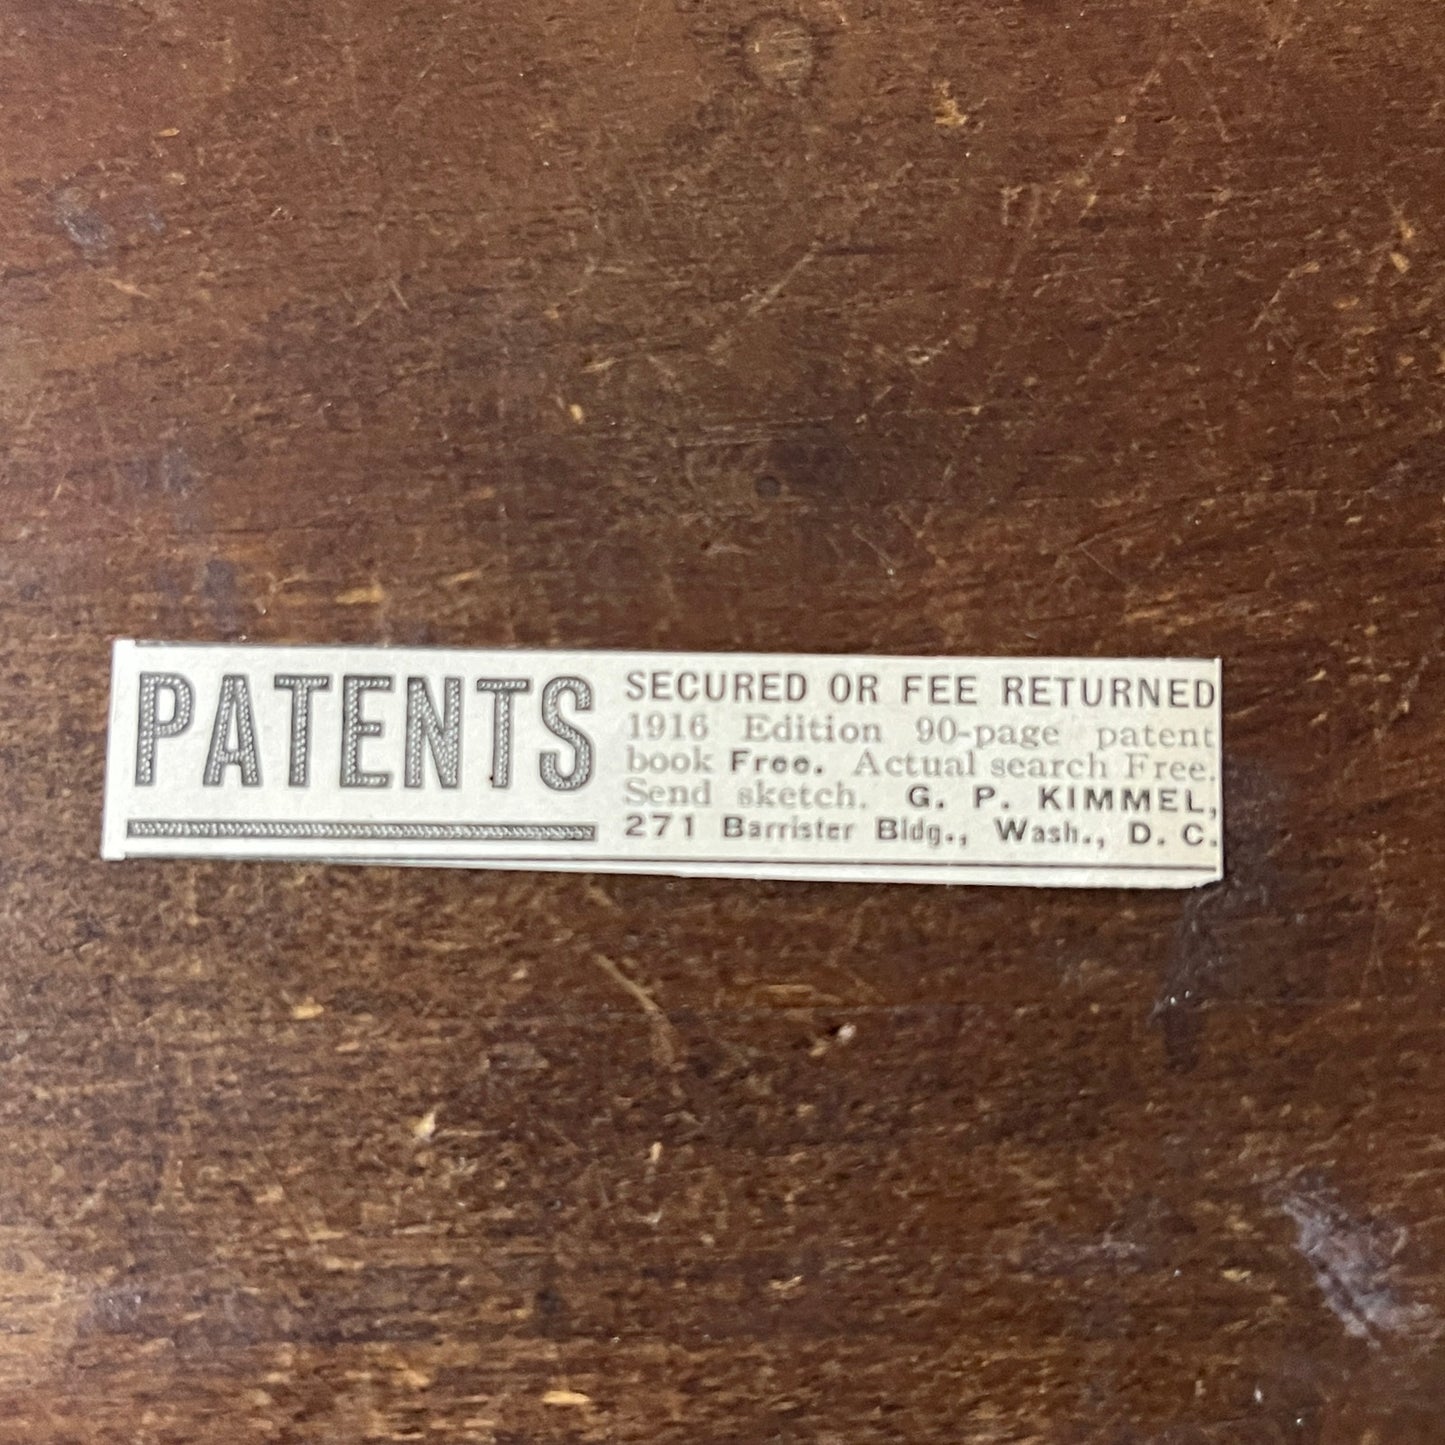 PATENTS
SECURED OR FEE RETURNED
1916 Edition 90-page patent
book Free. Actual search Free.
Send sketch. G. P. KIMMEL,
271 Barrister Bldg., Wash., D. C.